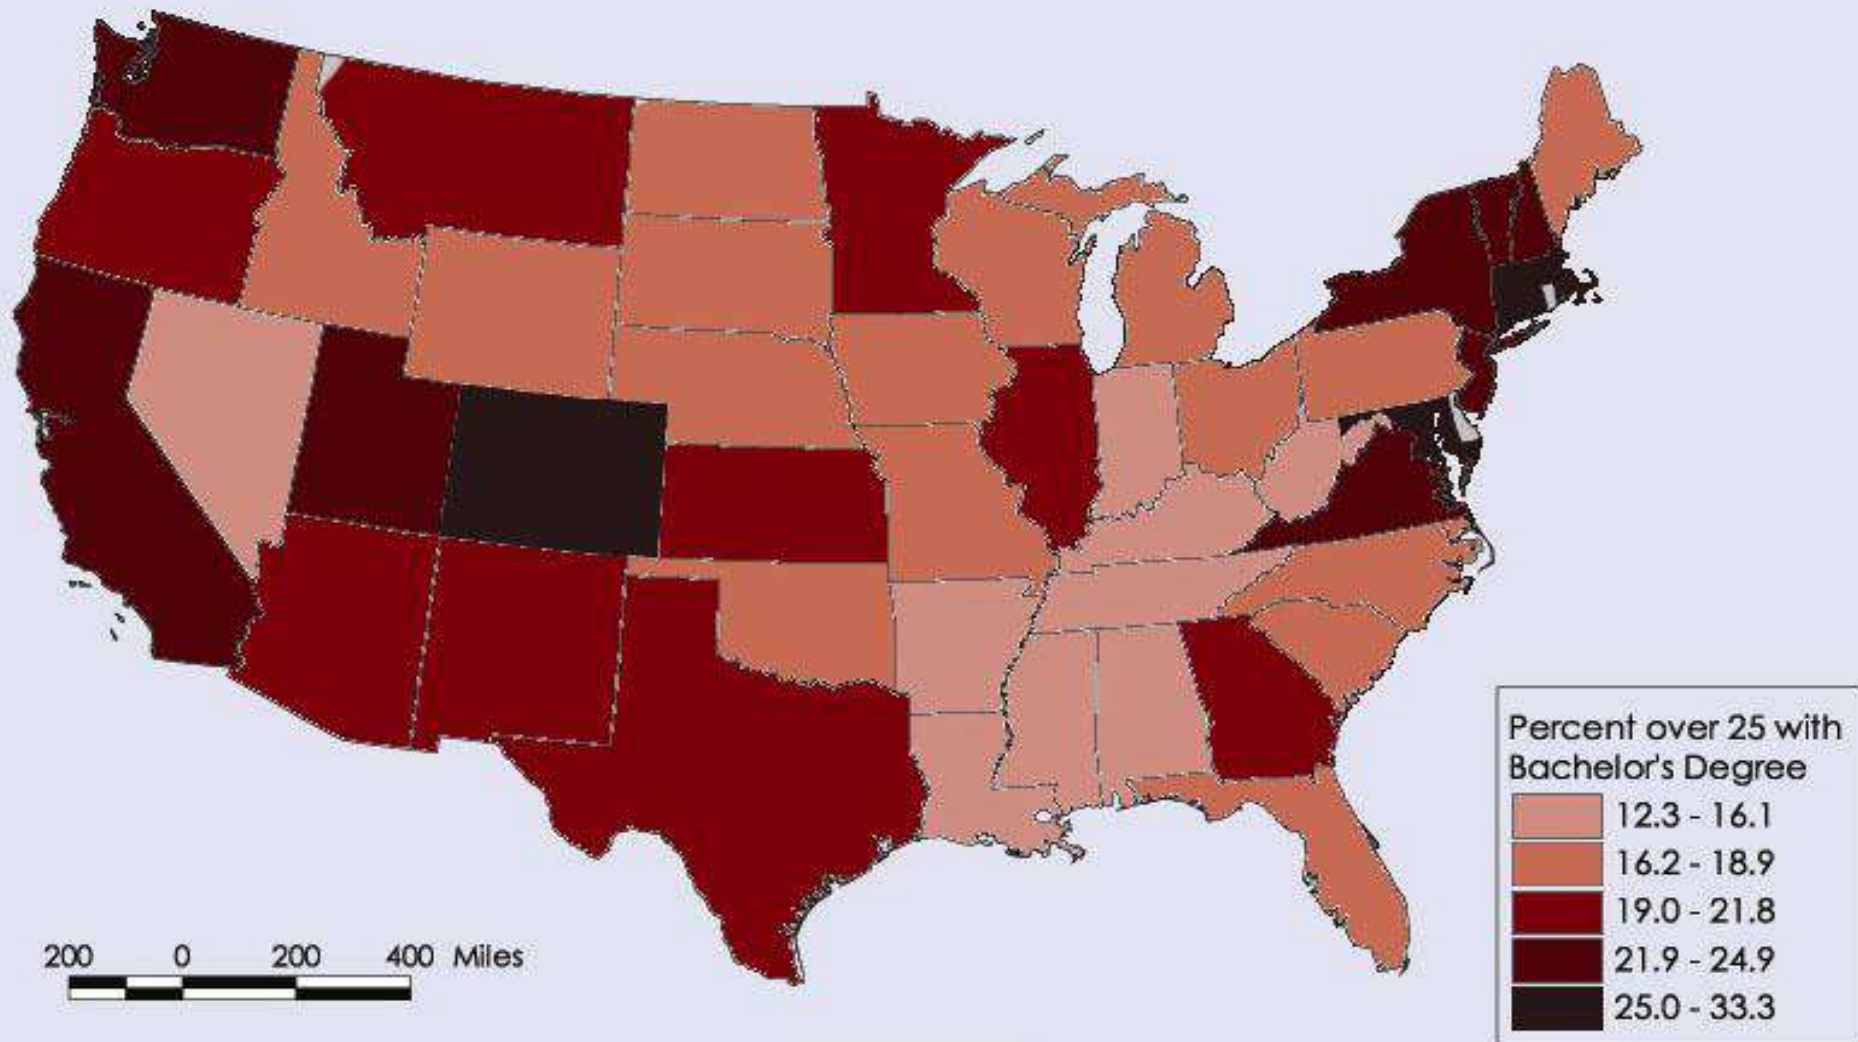 200 0 200 400 Miles
Percent over 25 with
Bachelor's Degree
12.3 - 16.1
16.2 - 18.9
19.0 - 21.8
21.9 - 24.9
25.0 - 33.3